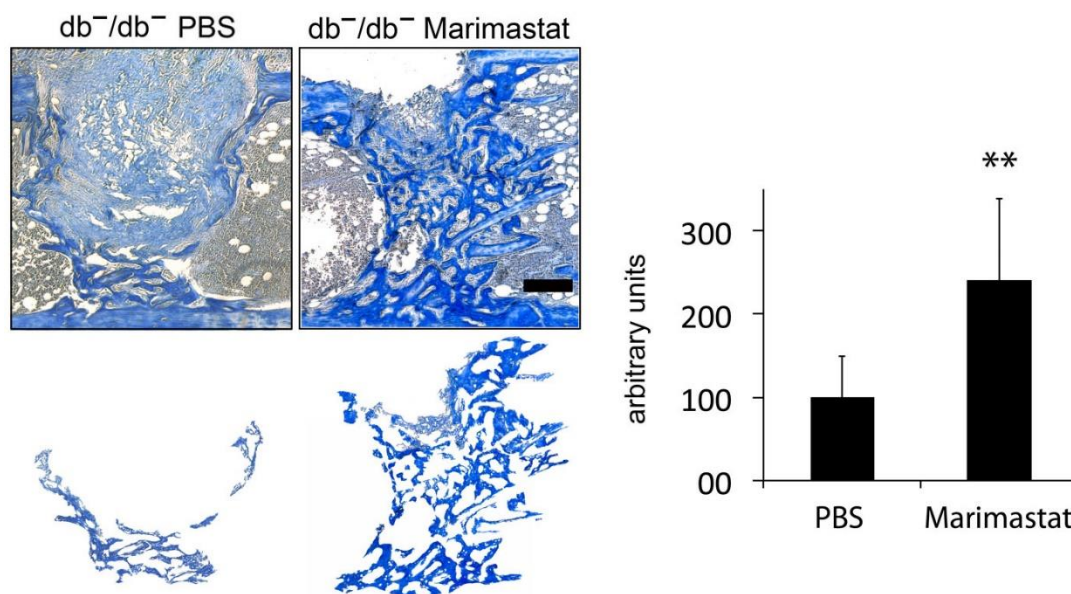 db⁻/db⁻ PBS
db⁻/db⁻ Marimastat
arbitrary units
**
300
200
100
00
PBS
Marimastat